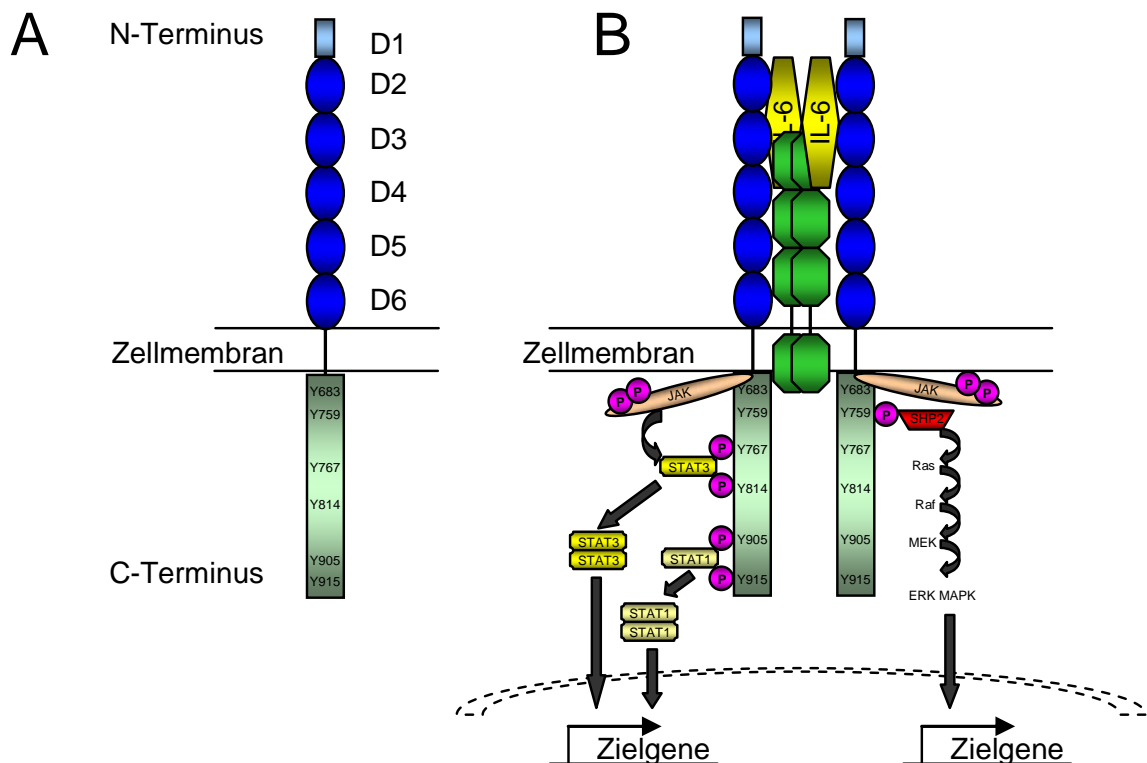 A
N-Terminus
D1
D2
D3
D4
D5
D6
Zellmembran
Y683
Y759
Y767
Y814
Y905
Y915
C-Terminus
B
IL-6
IL-6
Zellmembran
P
P
JAK
Y683
Y759
Y767
Y814
Y905
Y915
P
STAT3
P
STAT3
STAT3
P
STAT1
P
STAT1
STAT1
Y683
Y759
Y767
Y814
Y905
Y915
JAK
P
P
P
SHP2
Ras
Raf
MEK
ERK MAPK
Zielgene
Zielgene